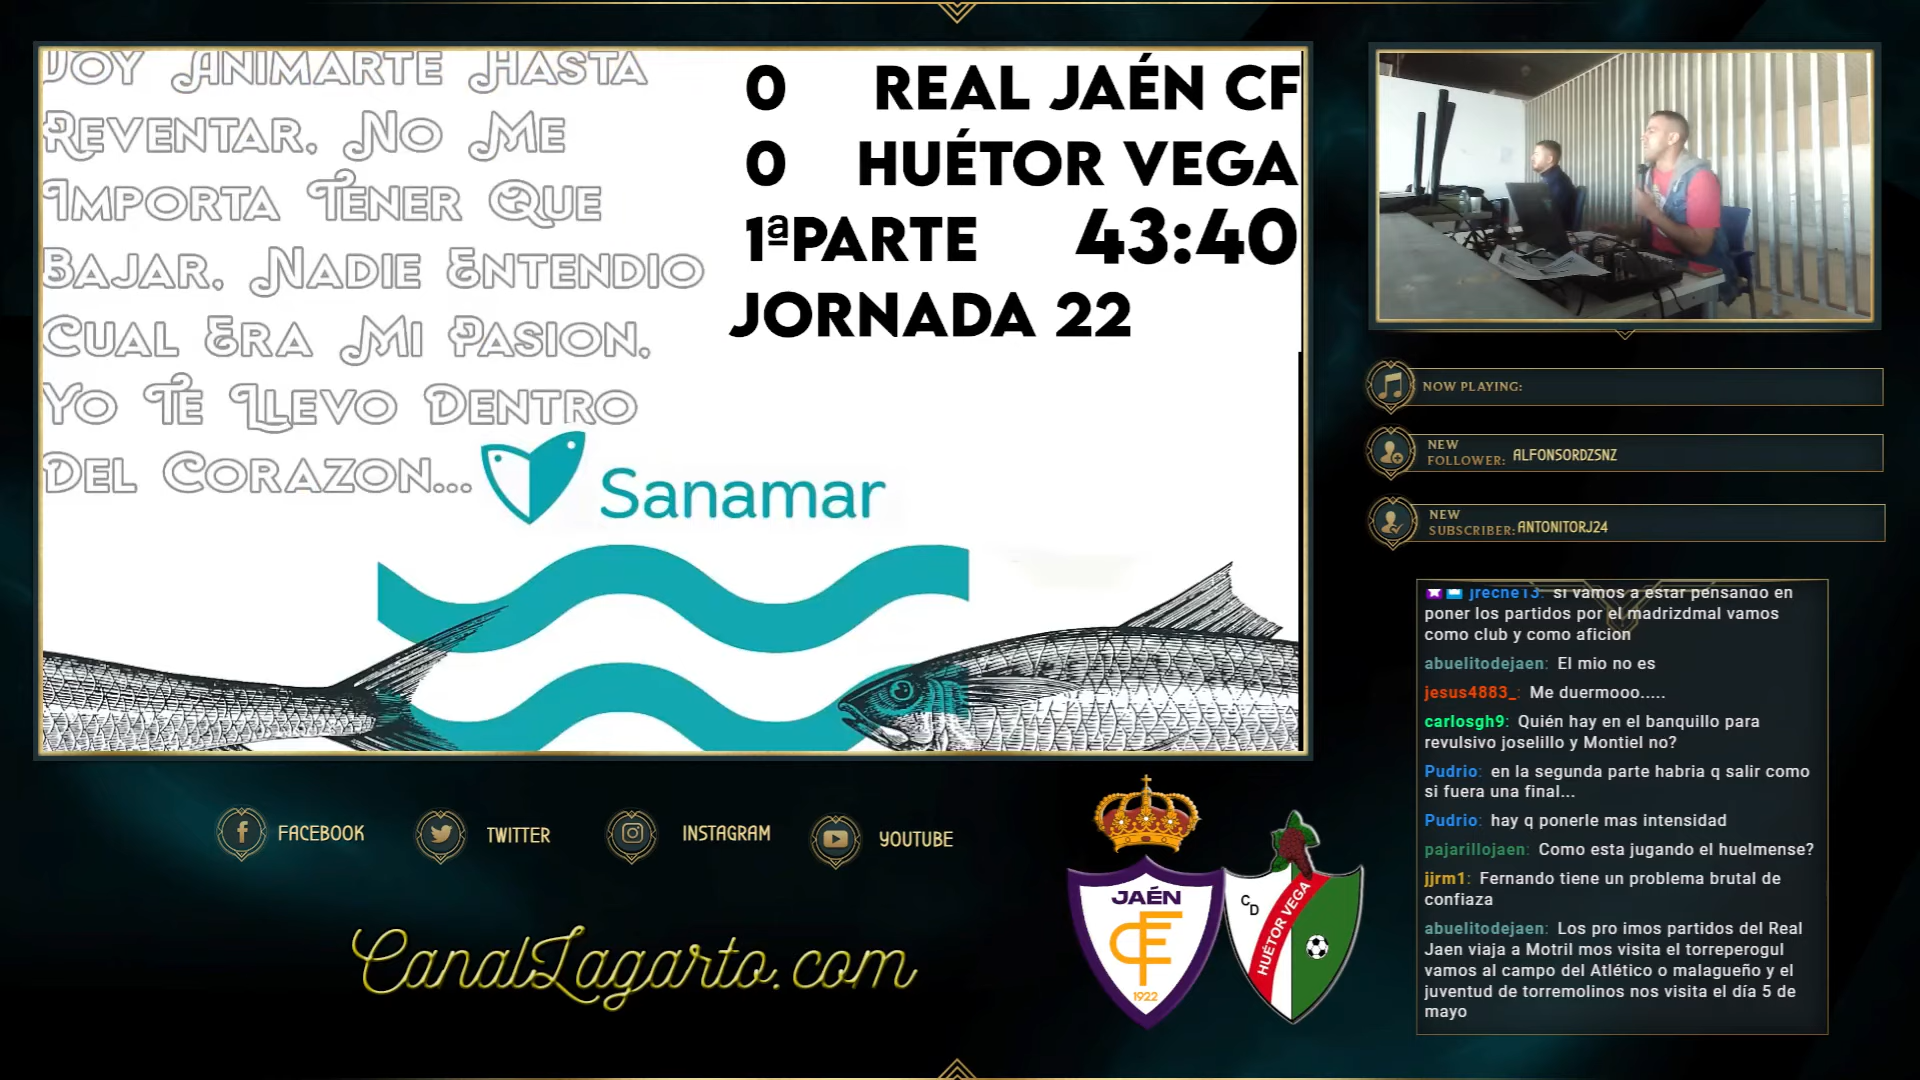 Voy Animarte Hasta
Reventar. No Me
Importa Tener Que
Bajar. Nadie Entendio
Cual Era Mi Pasion.
Yo Te Llevo Dentro
Del Corazon...
0 REAL JAÉN CF
0 HUÉTOR VEGA
1ªPARTE 43:40
JORNADA 22
Sanamar
NOW PLAYING:
NEW
FOLLOWER: ALFONSORDZSNZ
NEW
SUBSCRIBER: ANTONITORJ24
jreche13: si vamos a estar pensando en
poner los partidos por el madrizdmal vamos
como club y como aficion
abuelitodejaen: El mio no es
jesus4883_: Me duermooo.....
carlosgh9: Quién hay en el banquillo para
revulsivo joselillo y Montiel no?
Pudrio: en la segunda parte habria q salir como
si fuera una final...
Pudrio: hay q ponerle mas intensidad
pajarillojaen: Como esta jugando el huelmense?
jjrm1: Fernando tiene un problema brutal de
confiaza
abuelitodejaen: Los pro imos partidos del Real
Jaen viaja a Motril mos visita el torreperogul
vamos al campo del Atlético o malagueño y el
juventud de torremolinos nos visita el día 5 de
mayo
FACEBOOK
TWITTER
INSTAGRAM
YOUTUBE
CanalLagarto.com
JAÉN
CF
1922
CD
HUÉTOR VEGA